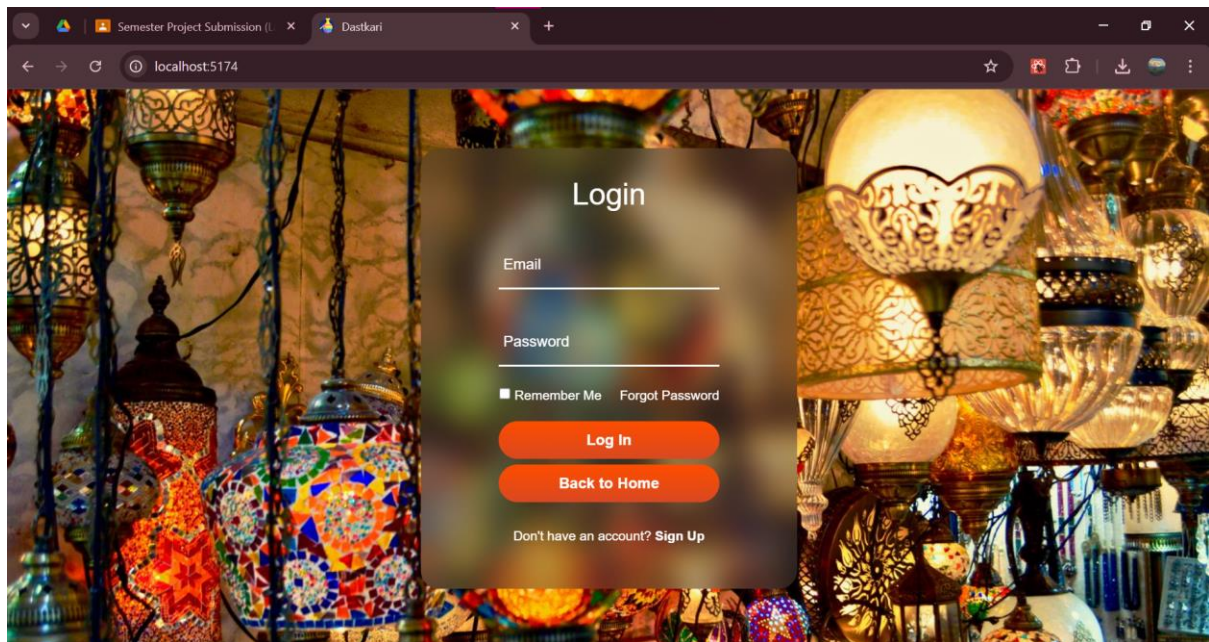 Semester Project Submission (L
Dastkari
localhost:5174
Login
Email
Password
Remember Me Forgot Password
Log In
Back to Home
Don't have an account? Sign Up